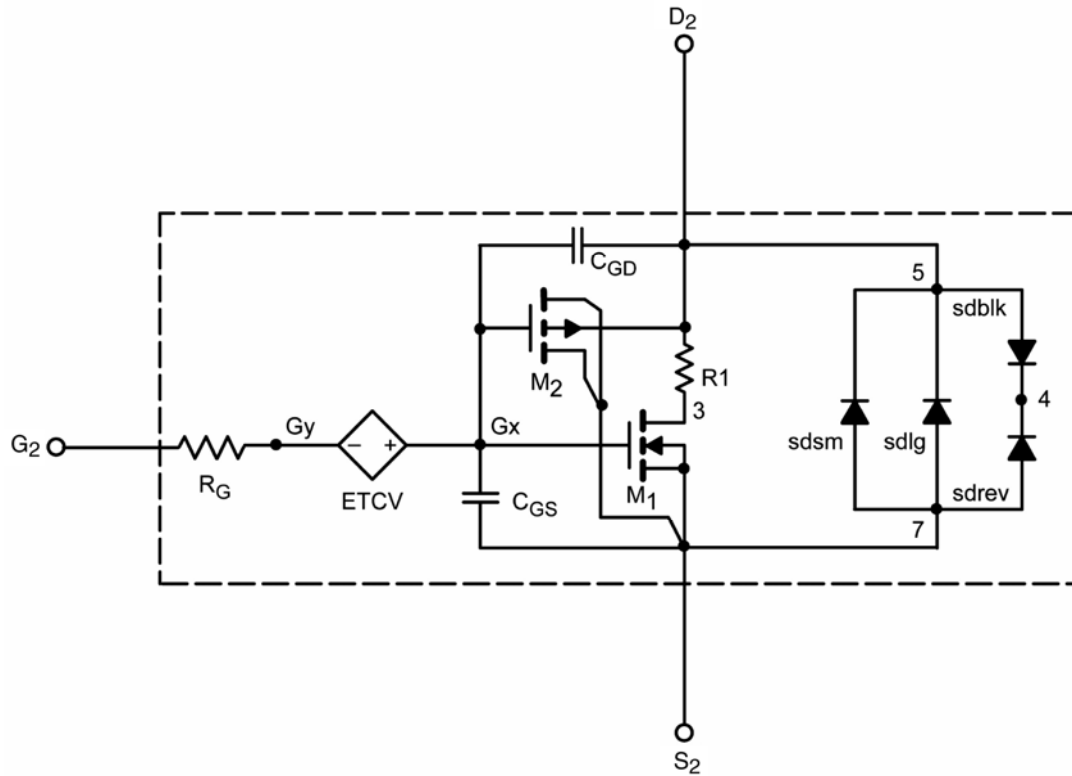 D2
CGD
5
sdblk
M2
R1
3
4
Gy
Gx
G2
sdsm
sdlg
− +
RG
ETCV
CGS
M1
sdrev
7
S2